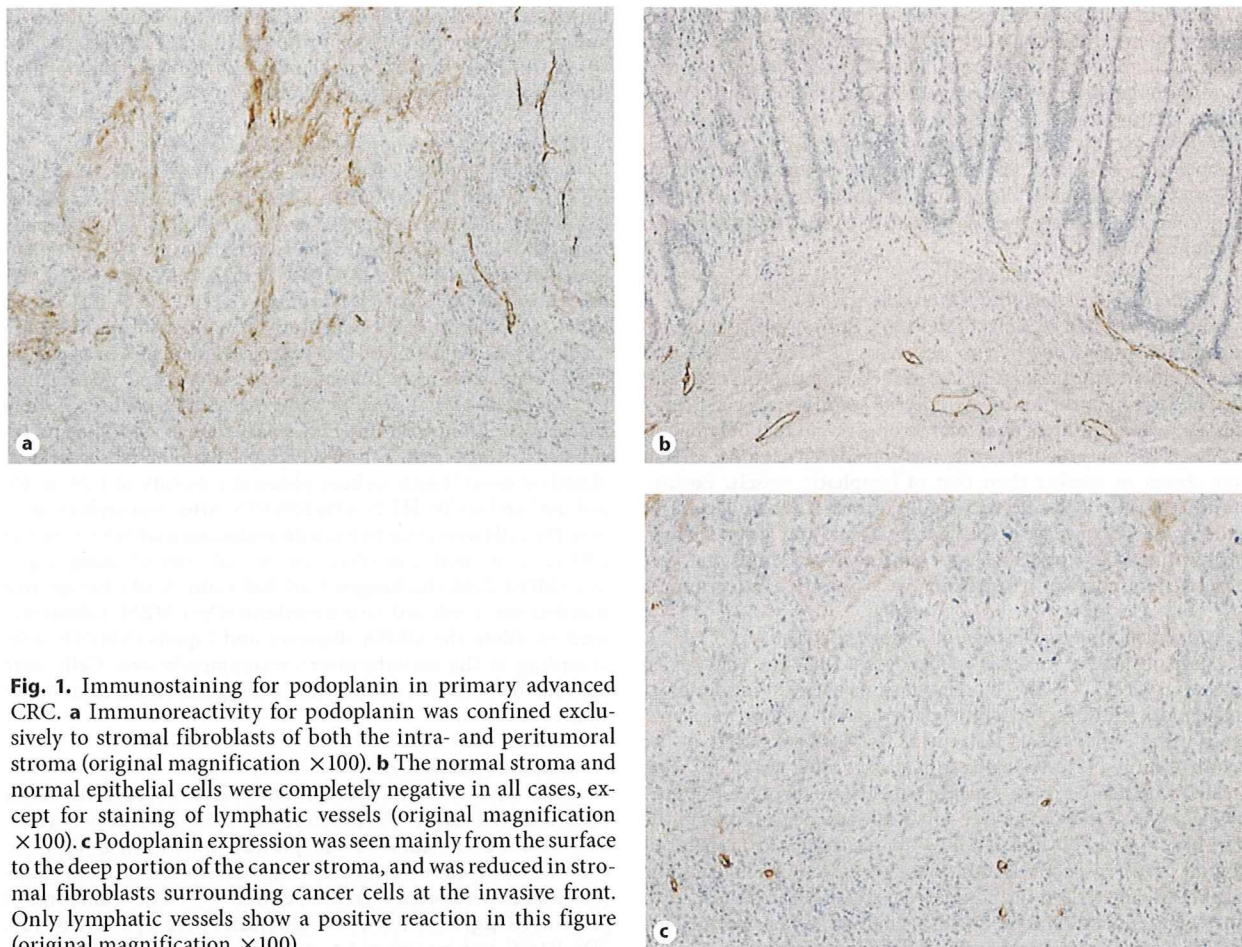 a
b
Fig. 1. Immunostaining for podoplanin in primary advanced
CRC. a Immunoreactivity for podoplanin was confined exclu-
sively to stromal fibroblasts of both the intra- and peritumoral
stroma (original magnification ×100). b The normal stroma and
normal epithelial cells were completely negative in all cases, ex-
cept for staining of lymphatic vessels (original magnification
×100). c Podoplanin expression was seen mainly from the surface
to the deep portion of the cancer stroma, and was reduced in stro-
mal fibroblasts surrounding cancer cells at the invasive front.
Only lymphatic vessels show a positive reaction in this figure
(original magnification ×100).
c